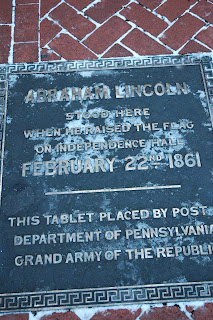 ABRAHAM LINCOLN
STOOD HERE
WHEN HE RAISED THE FLAG
ON INDEPENDENCE HALL
FEBRUARY 22ND 1861
THIS TABLET PLACED BY POST
DEPARTMENT OF PENNSYLVANIA
GRAND ARMY OF THE REPUBLI